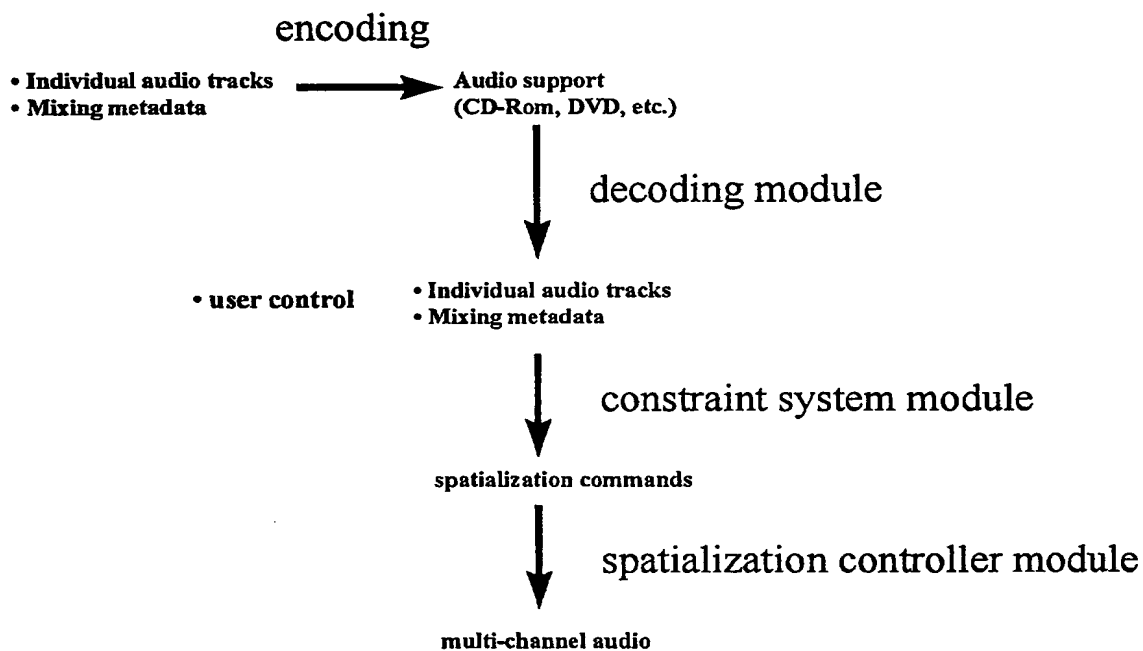 encoding
• Individual audio tracks
• Mixing metadata
Audio support
(CD-Rom, DVD, etc.)
decoding module
• user control
• Individual audio tracks
• Mixing metadata
constraint system module
spatialization commands
spatialization controller module
multi-channel audio